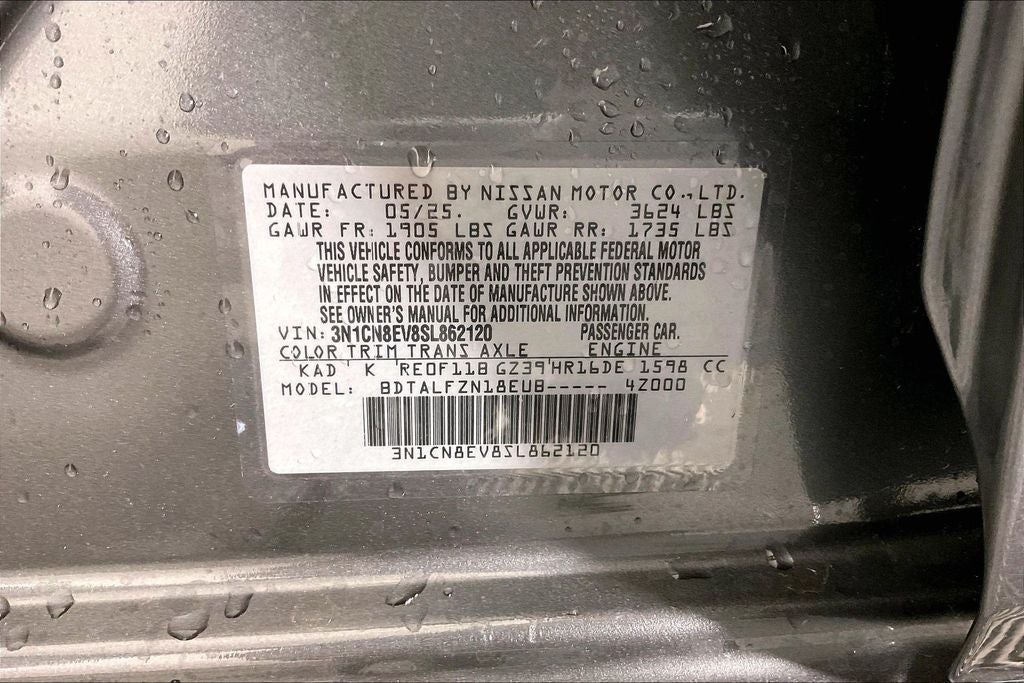 MANUFACTURED BY NISSAN MOTOR CO.,LTD.
DATE: 05/25. GVWR: 3624 LBS
GAWR FR: 1905 LBS GAWR RR: 1735 LBS
THIS VEHICLE CONFORMS TO ALL APPLICABLE FEDERAL MOTOR
VEHICLE SAFETY, BUMPER AND THEFT PREVENTION STANDARDS
IN EFFECT ON THE DATE OF MANUFACTURE SHOWN ABOVE.
SEE OWNER'S MANUAL FOR ADDITIONAL INFORMATION.
VIN: 3N1CN8EV8SL862120 PASSENGER CAR.
COLOR TRIM TRANS AXLE ENGINE
'KAD ' K 'RE0F11B GZ39'HR16DE 1598 CC
MODEL: BDTALFZN18EUB----- 4Z000
3N1CN8EV8SL862120